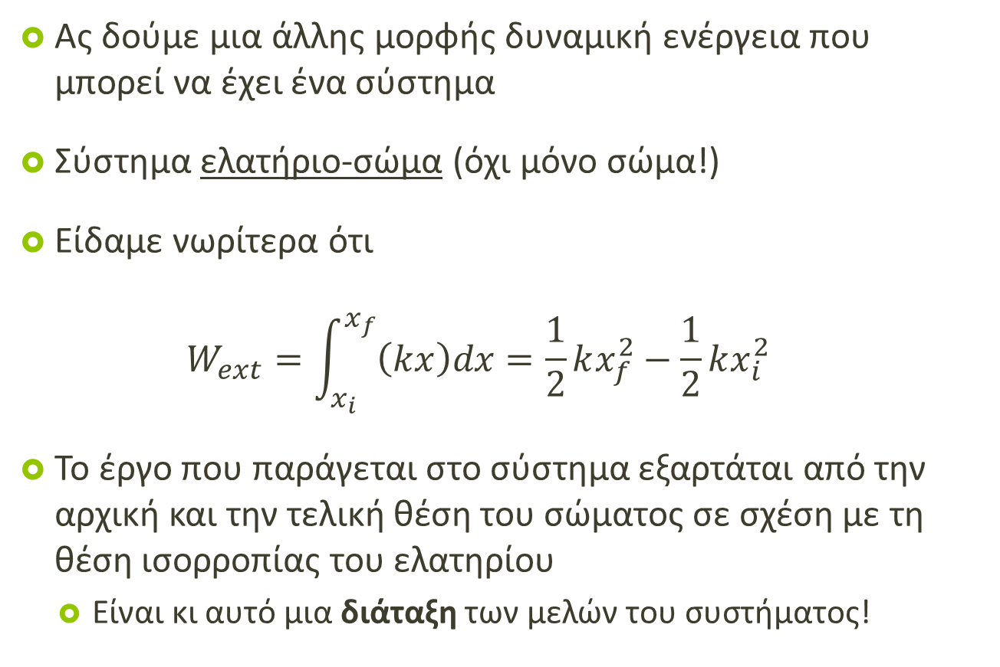 Ας δούμε μια άλλης μορφής δυναμική ενέργεια που
μπορεί να έχει ένα σύστημα
Σύστημα ελατήριο-σώμα (όχι μόνο σώμα!)
Είδαμε νωρίτερα ότι
$W_{ext} = \int_{x_i}^{x_f} (kx)dx = \frac{1}{2}kx_f^2 - \frac{1}{2}kx_i^2$
Το έργο που παράγεται στο σύστημα εξαρτάται από την
αρχική και την τελική θέση του σώματος σε σχέση με τη
θέση ισορροπίας του ελατηρίου
Είναι κι αυτό μια διάταξη των μελών του συστήματος!